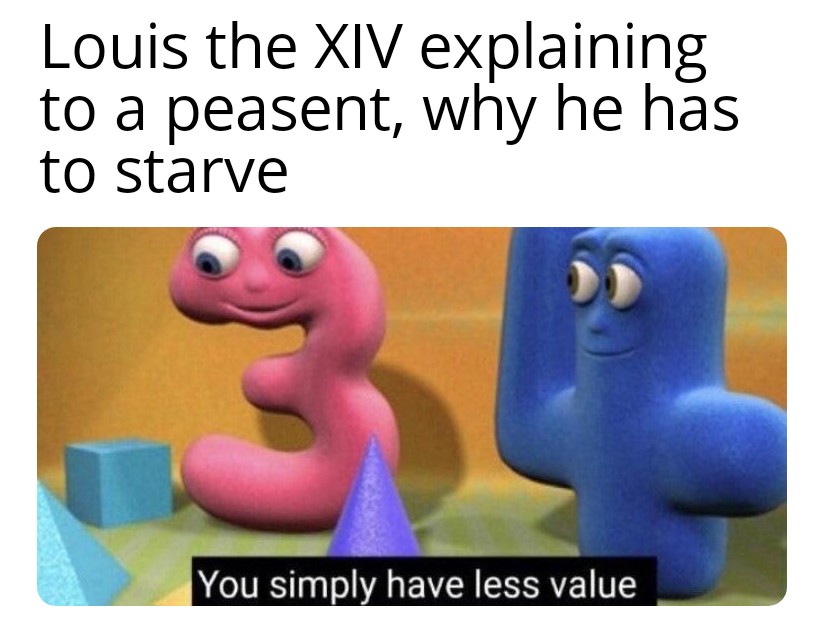 Louis the XIV explaining
to a peasent, why he has
to starve
You simply have less value